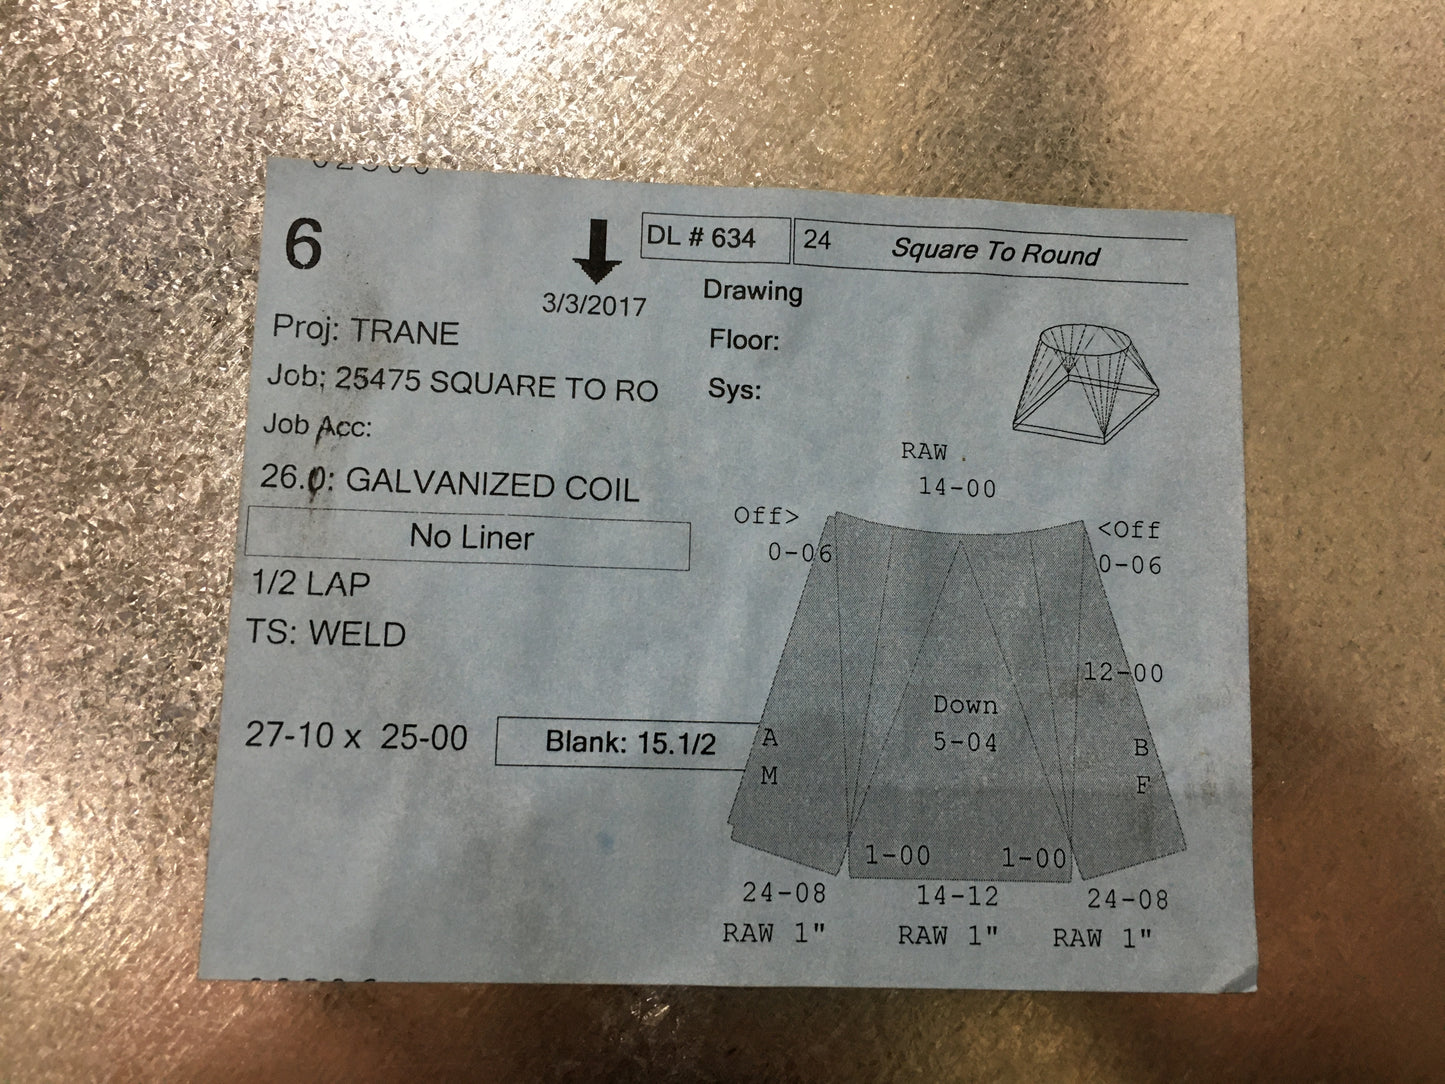 6
3/3/2017
DL # 634
24 Square To Round
Drawing
Floor:
Sys:
Proj: TRANE
Job: 25475 SQUARE TO RO
Job Acc:
26.0: GALVANIZED COIL
No Liner
1/2 LAP
TS: WELD
27-10 x 25-00
Blank: 15.1/2
RAW
14-00
Off>
0-06
<Off
0-06
12-00
Down
5-04
A
M
B
F
1-00 1-00
24-08 14-12 24-08
RAW 1" RAW 1" RAW 1"